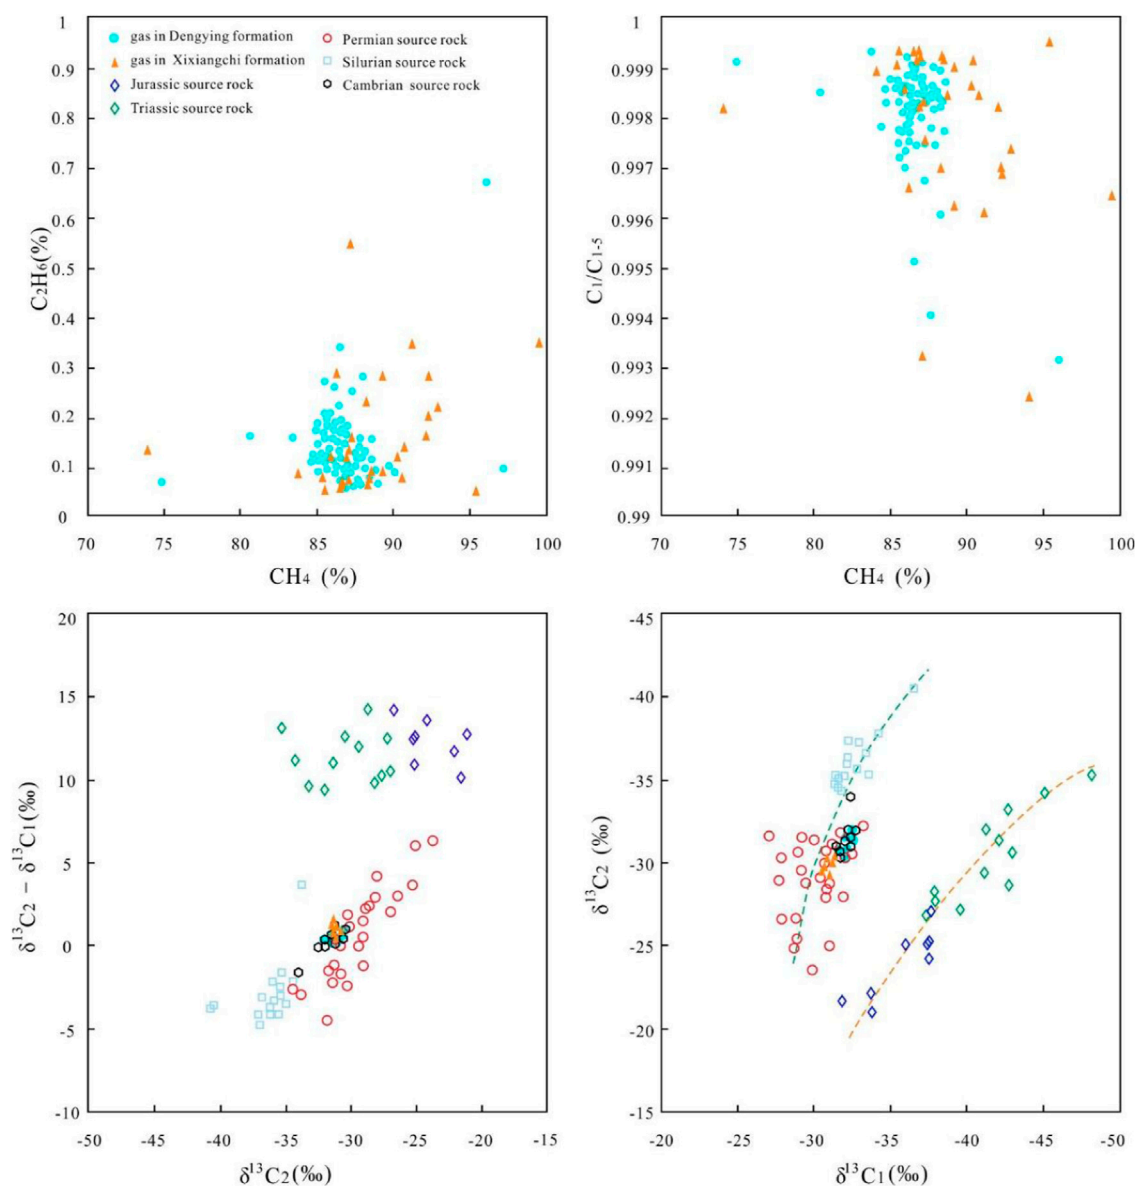 1
0.9
0.8
0.7
0.6
0.5
0.4
0.3
0.2
0.1
0
C2H6(%)
gas in Dengying formation
gas in Xixiangchi formation
Jurassic source rock
Triassic source rock
Permian source rock
Silurian source rock
Cambrian source rock
70 75 80 85 90 95 100
CH4 (%)
1
0.999
0.998
0.997
0.996
0.995
0.994
0.993
0.992
0.991
0.99
C1/C1-5
70 75 80 85 90 95 100
CH4 (%)
20
15
10
5
0
-5
-10
δ13C2 – δ13C1(‰)
-50 -45 -40 -35 -30 -25 -20 -15
δ13C2(‰)
-45
-40
-35
-30
-25
-20
-15
δ13C2 (‰)
-20 -25 -30 -33 -40 -45 -50
δ13C1(‰)